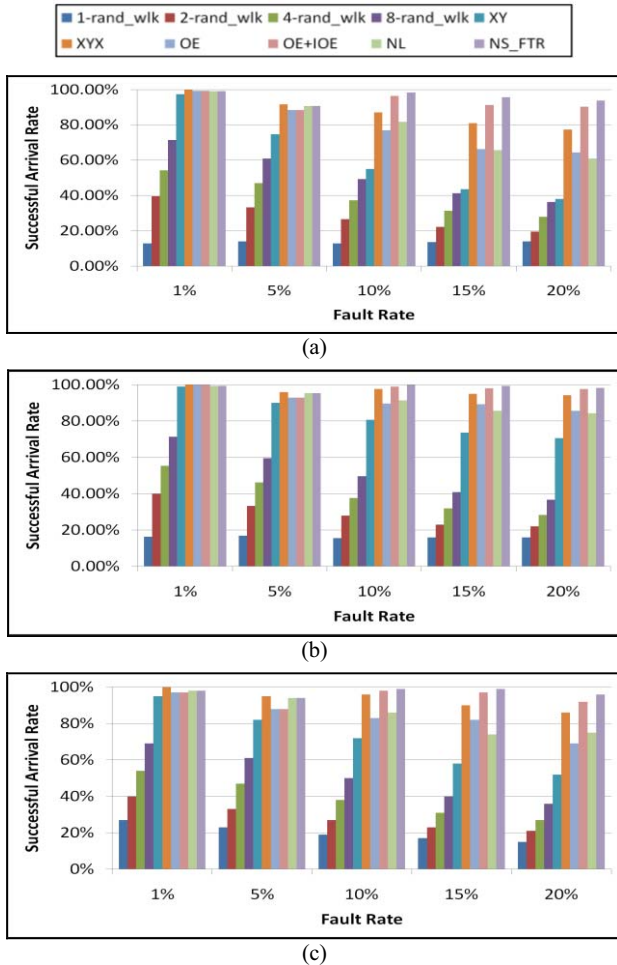 1-rand_wlk 2-rand_wlk 4-rand_wlk 8-rand_wlk XY
XYX OE OE+IOE NL NS_FTR
Successful Arrival Rate
100.00%
80.00%
60.00%
40.00%
20.00%
0.00%
1% 5% 10% 15% 20%
Fault Rate
(a)
Successful Arrival Rate
100.00%
80.00%
60.00%
40.00%
20.00%
0.00%
1% 5% 10% 15% 20%
Fault Rate
(b)
Successful Arrival Rate
100%
80%
60%
40%
20%
0%
1% 5% 10% 15% 20%
Fault Rate
(c)